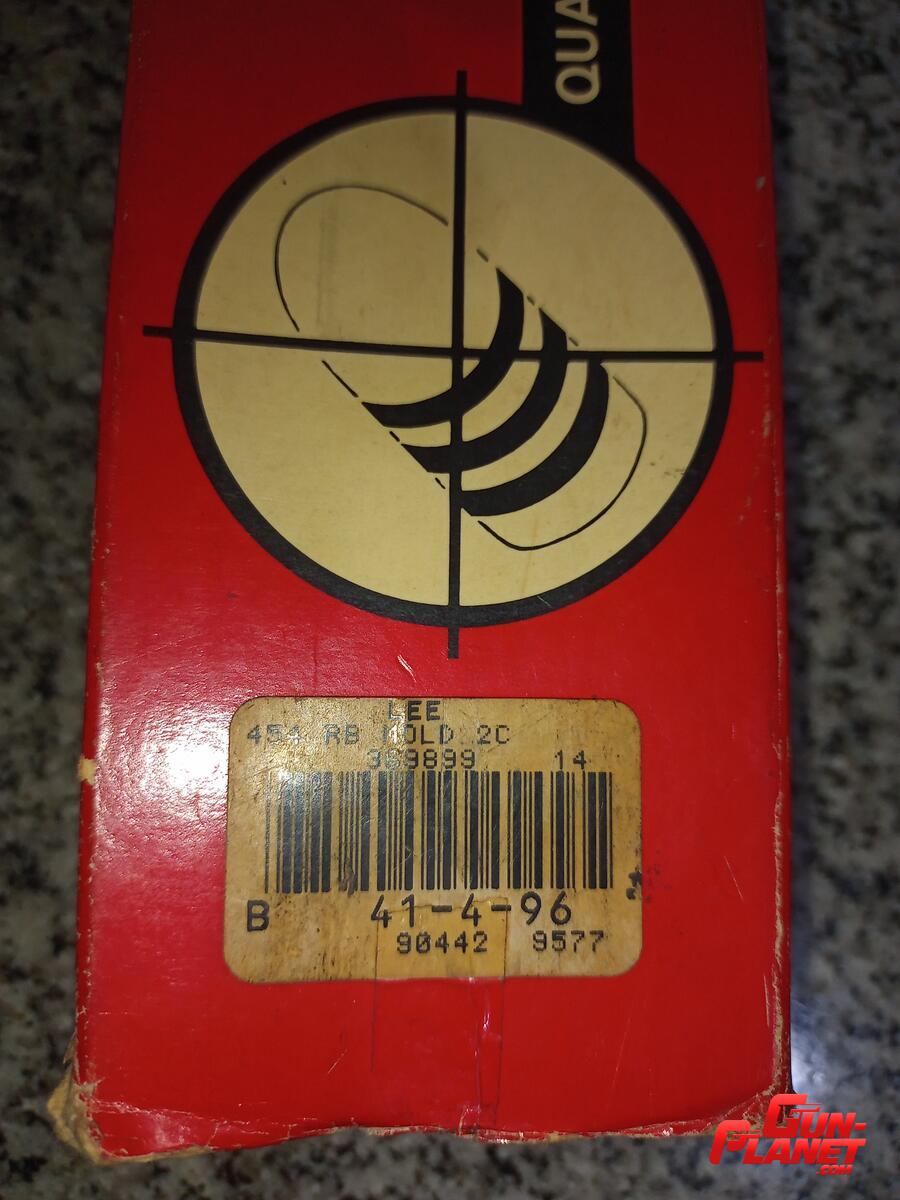 QUA
LEE
454 RB MOLD 2C
369899 14
B 41-4-96
90442 9577
GUN-
PLANET
.COM